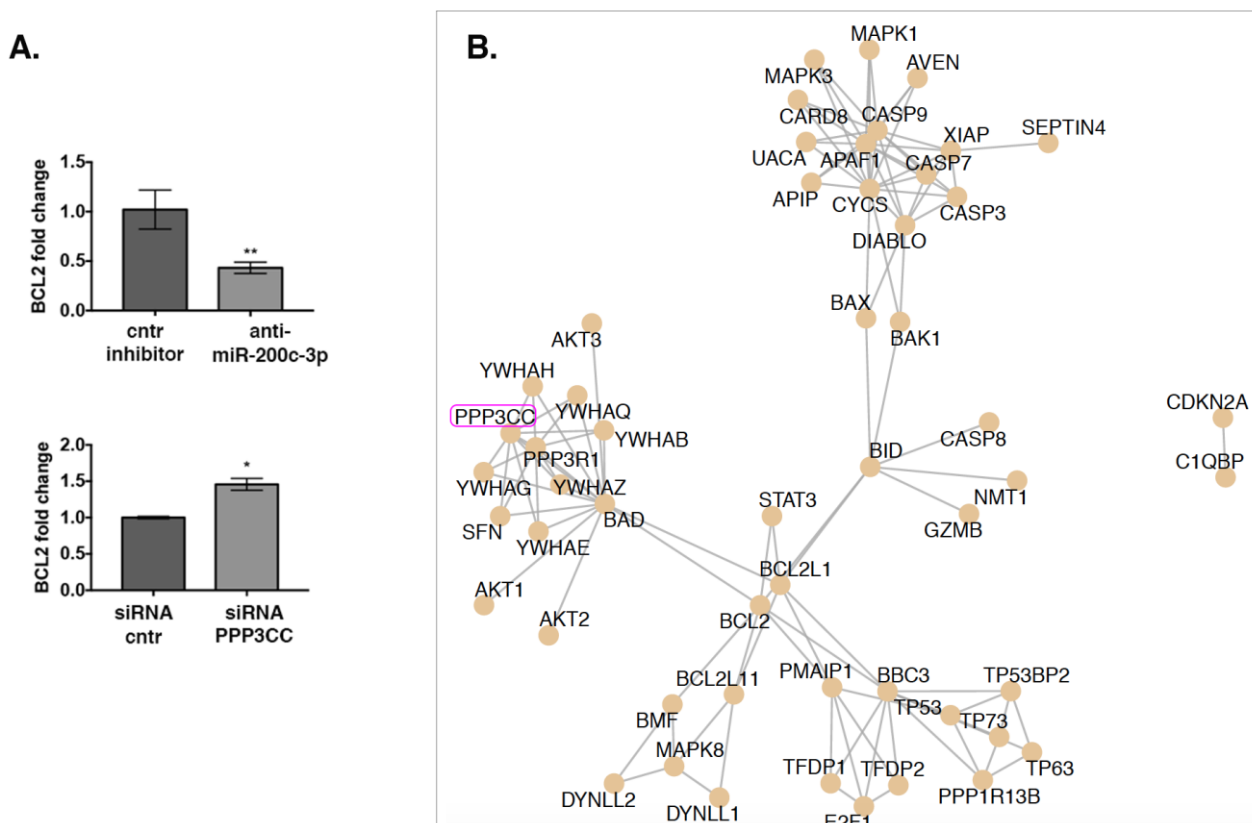 A.
BCL2 fold change
1.5
1.0
0.5
0.0
**
cntr
inhibitor
anti-
miR-200c-3p
BCL2 fold change
2.0
1.5
1.0
0.5
0.0
*
siRNA
cntr
siRNA
PPP3CC
B.
MAPK1
MAPK3
AVEN
CARD8
CASP9
XIAP
SEPTIN4
UACA
APAF1
CASP7
APIP
CYCS
CASP3
DIABLO
BAX
BAK1
AKT3
YWHAH
PPP3CC
YWHAQ
YWHAB
PPP3R1
YWHAG
YWHAZ
BAD
SFN
YWHAE
AKT1
AKT2
CDKN2A
C1QBP
CASP8
BID
NMT1
GZMB
STAT3
BCL2L1
BCL2
BCL2L11
PMAIP1
BBC3
TP53BP2
BMF
TP53
TP73
MAPK8
TFDP1
TFDP2
TP63
PPP1R13B
DYNLL2
DYNLL1
E2F1